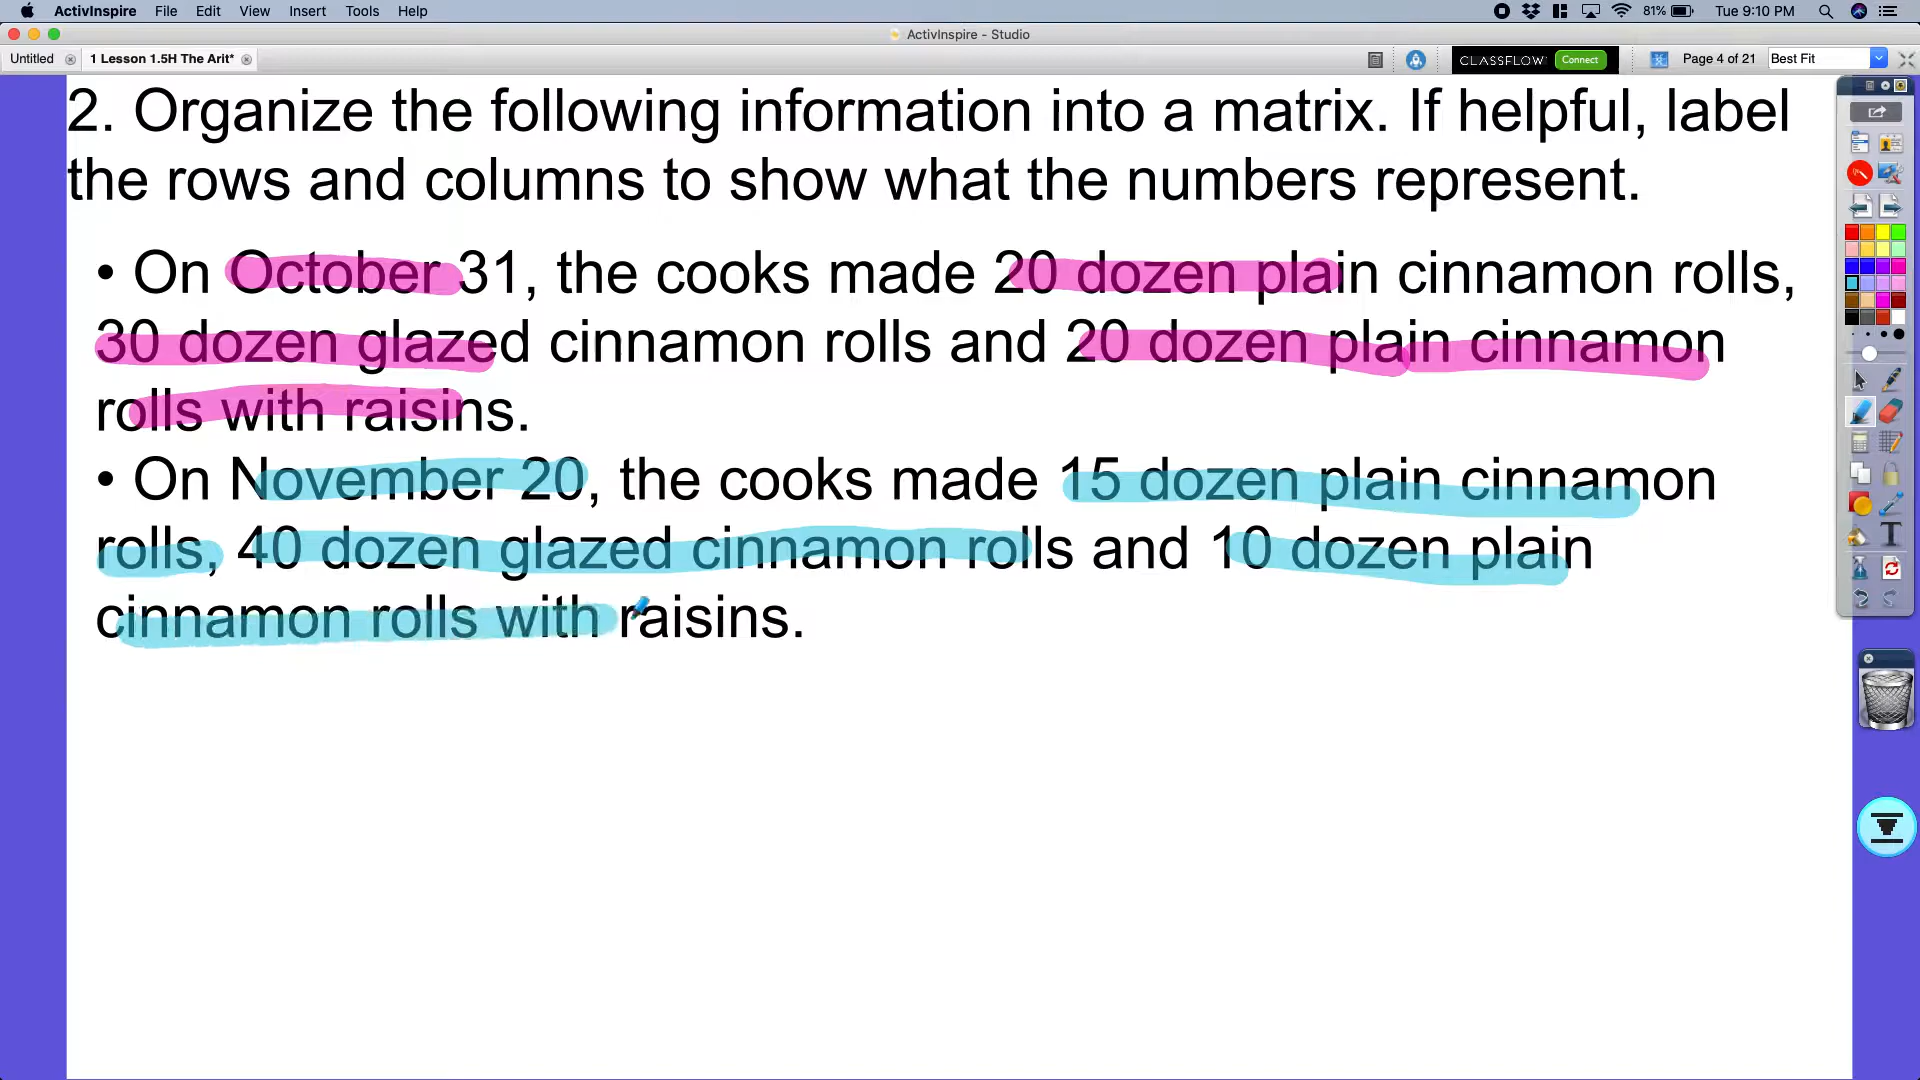 ActivInspire File Edit View Insert Tools Help 81% Tue 9:10 PM
ActivInspire - Studio
Untitled 1 Lesson 1.5H The Arit* CLASSFLOW Connect Page 4 of 21 Best Fit
2. Organize the following information into a matrix. If helpful, label
the rows and columns to show what the numbers represent.
• On October 31, the cooks made 20 dozen plain cinnamon rolls,
30 dozen glazed cinnamon rolls and 20 dozen plain cinnamon
rolls with raisins.
• On November 20, the cooks made 15 dozen plain cinnamon
rolls, 40 dozen glazed cinnamon rolls and 10 dozen plain
cinnamon rolls with raisins.